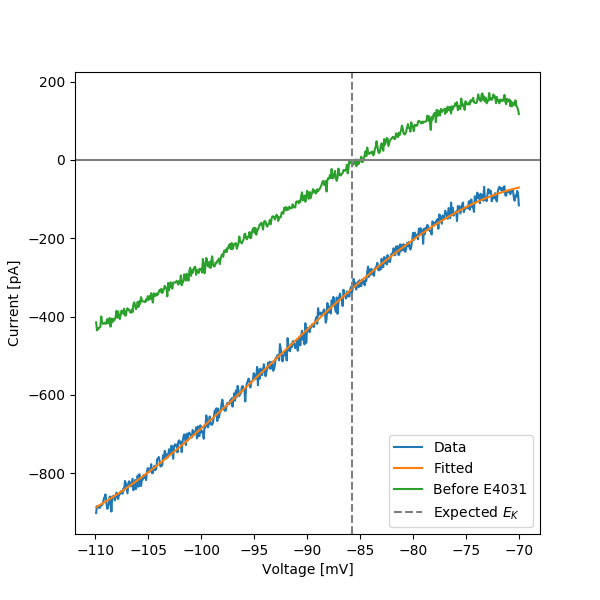 200
0
−200
−400
−600
−800
Current [pA]
−110
−105
−100
−95
−90
−85
−80
−75
−70
Voltage [mV]
Data
Fitted
Before E4031
Expected E_K